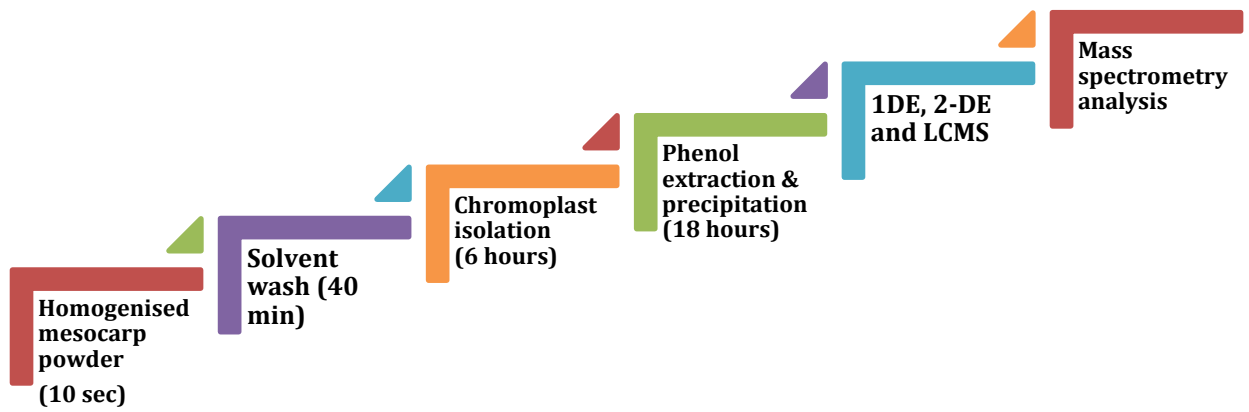 Homogenised
mesocarp
powder
(10 sec)
Solvent
wash (40
min)
Chromoplast
isolation
(6 hours)
Phenol
extraction &
precipitation
(18 hours)
1DE, 2-DE
and LCMS
Mass
spectrometry
analysis